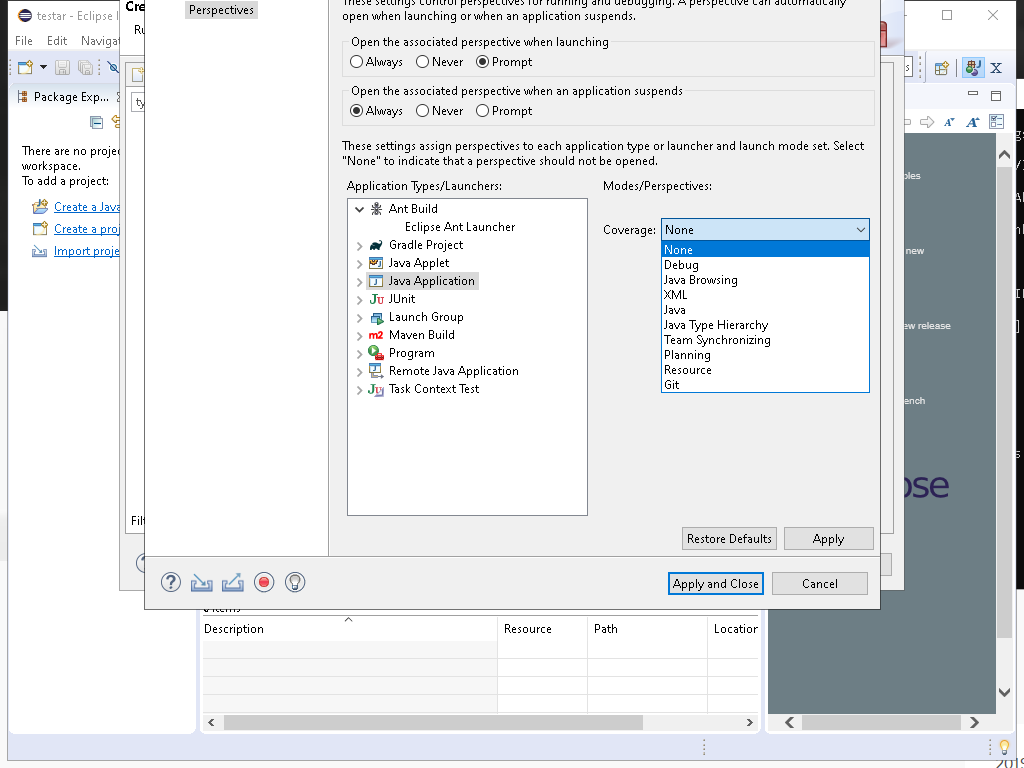 testar - Eclipse I
File Edit Navigat
Package Exp...
There are no proje
workspace.
To add a project:
Create a Java
Create a proj
Import proje
Cre
Ru
ty
Filt
Perspectives
These settings control perspectives for running and debugging. A perspective can automatically
open when launching or when an application suspends.
Open the associated perspective when launching
Always Never Prompt
Open the associated perspective when an application suspends
Always Never Prompt
These settings assign perspectives to each application type or launcher and launch mode set. Select
"None" to indicate that a perspective should not be opened.
Application Types/Launchers:
Modes/Perspectives:
Ant Build
Eclipse Ant Launcher
Gradle Project
Java Applet
Java Application
JUnit
Launch Group
Maven Build
Program
Remote Java Application
Task Context Test
Coverage: None
None
Debug
Java Browsing
XML
Java
Java Type Hierarchy
Team Synchronizing
Planning
Resource
Git
Restore Defaults Apply
Apply and Close Cancel
Description Resource Path Location
bles
new
ew release
ench
ose
2019